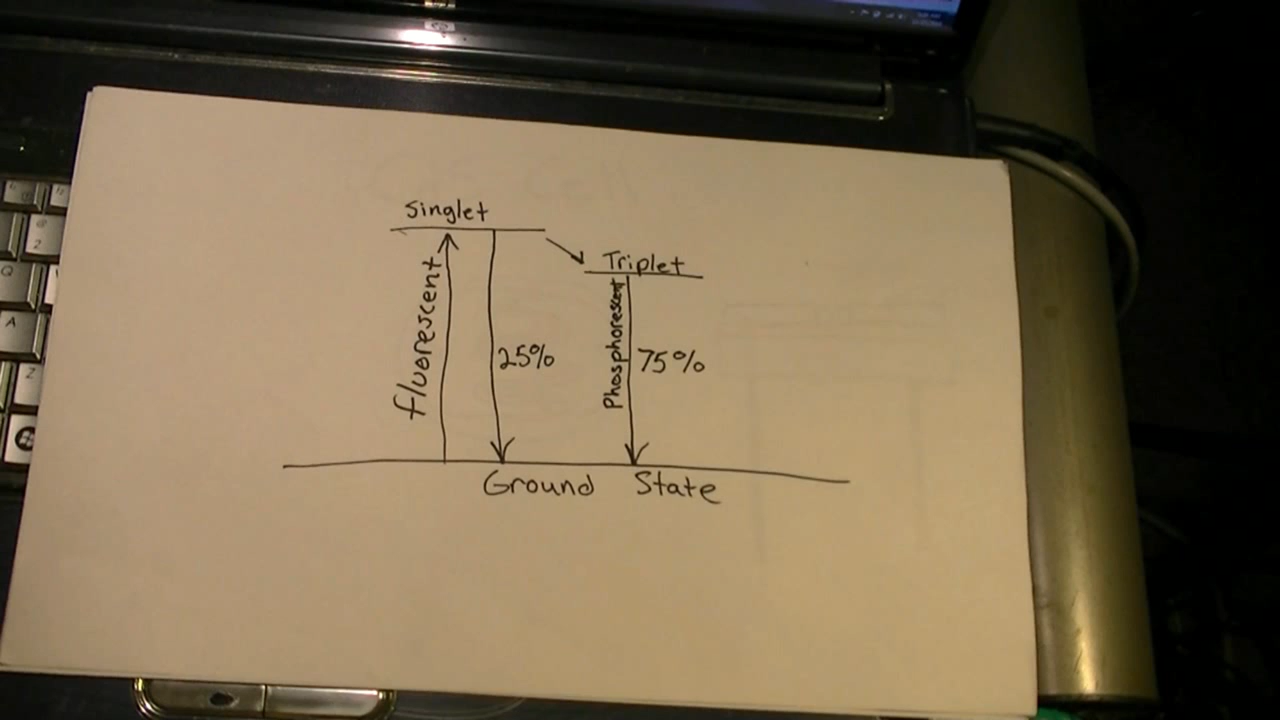 Singlet
Triplet
fluorescent
25%
Phosphorescent
75%
Ground State